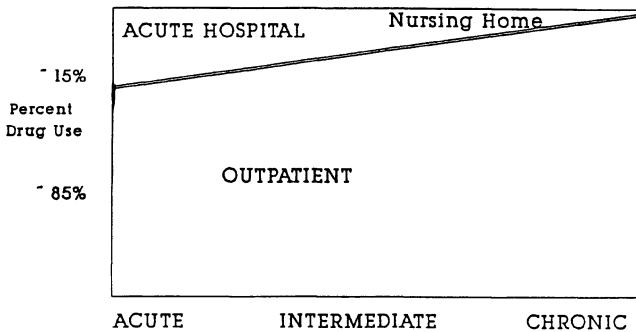 ACUTE HOSPITAL
Nursing Home
~ 15%
Percent
Drug Use
OUTPATIENT
~ 85%
ACUTE INTERMEDIATE CHRONIC